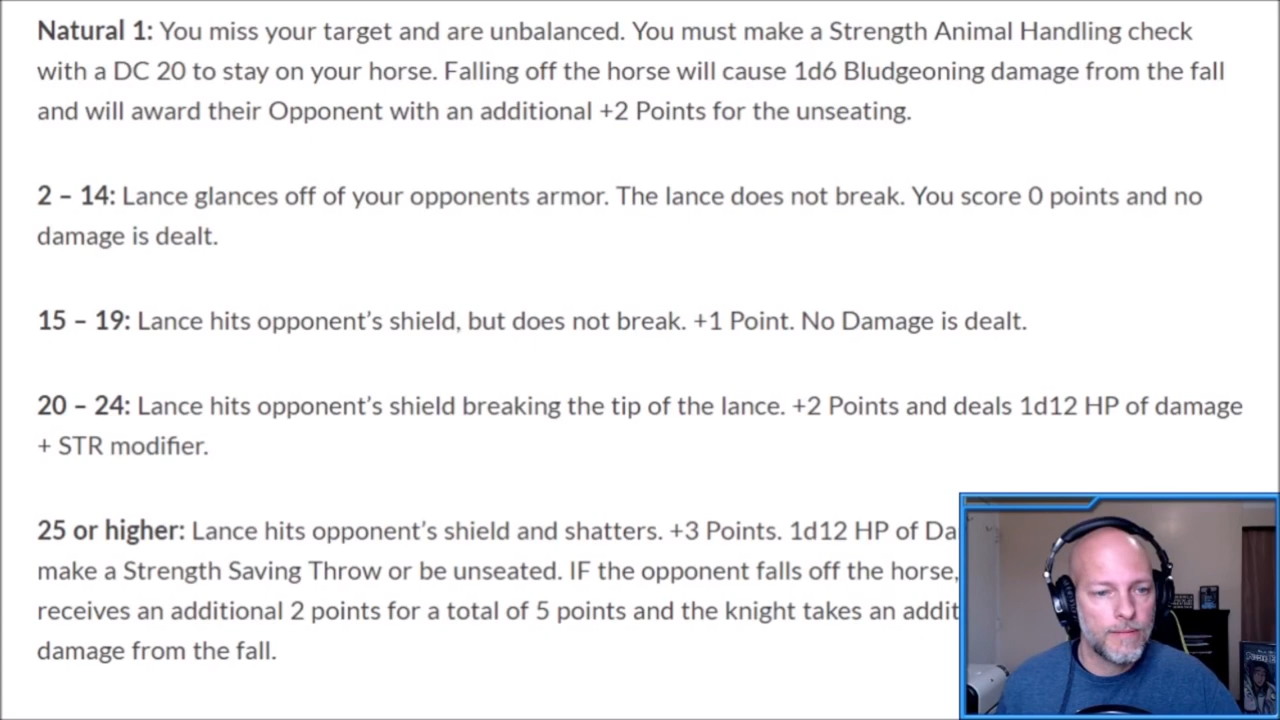 Natural 1: You miss your target and are unbalanced. You must make a Strength Animal Handling check
with a DC 20 to stay on your horse. Falling off the horse will cause 1d6 Bludgeoning damage from the fall
and will award their Opponent with an additional +2 Points for the unseating.
2 – 14: Lance glances off of your opponents armor. The lance does not break. You score 0 points and no
damage is dealt.
15 – 19: Lance hits opponent’s shield, but does not break. +1 Point. No Damage is dealt.
20 – 24: Lance hits opponent’s shield breaking the tip of the lance. +2 Points and deals 1d12 HP of damage
+ STR modifier.
25 or higher: Lance hits opponent’s shield and shatters. +3 Points. 1d12 HP of Da
make a Strength Saving Throw or be unseated. IF the opponent falls off the horse,
receives an additional 2 points for a total of 5 points and the knight takes an addit
damage from the fall.